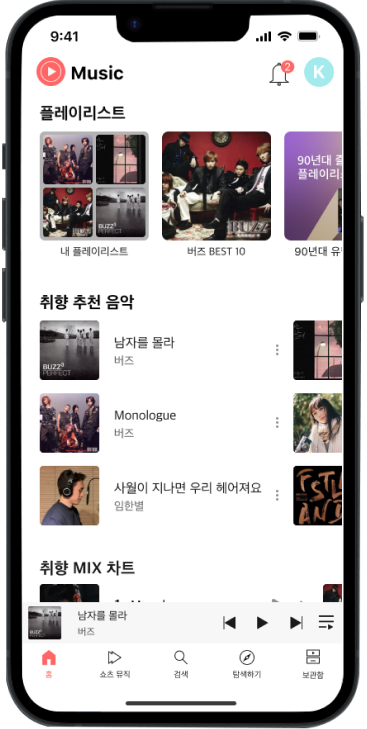 9:41
Music
2
K
플레이리스트
BUZZ
PERFECT
BUZZ
90년대
플레이리
내 플레이리스트
버즈 BEST 10
90년대 유
취향 추천 음악
BUZZ
PERFECT
남자를 몰라
버즈
Monologue
버즈
사월이 지나면 우리 헤어져요
임한별
취향 MIX 차트
남자를 몰라
버즈
홈
쇼츠 뮤직
검색
탐색하기
보관함